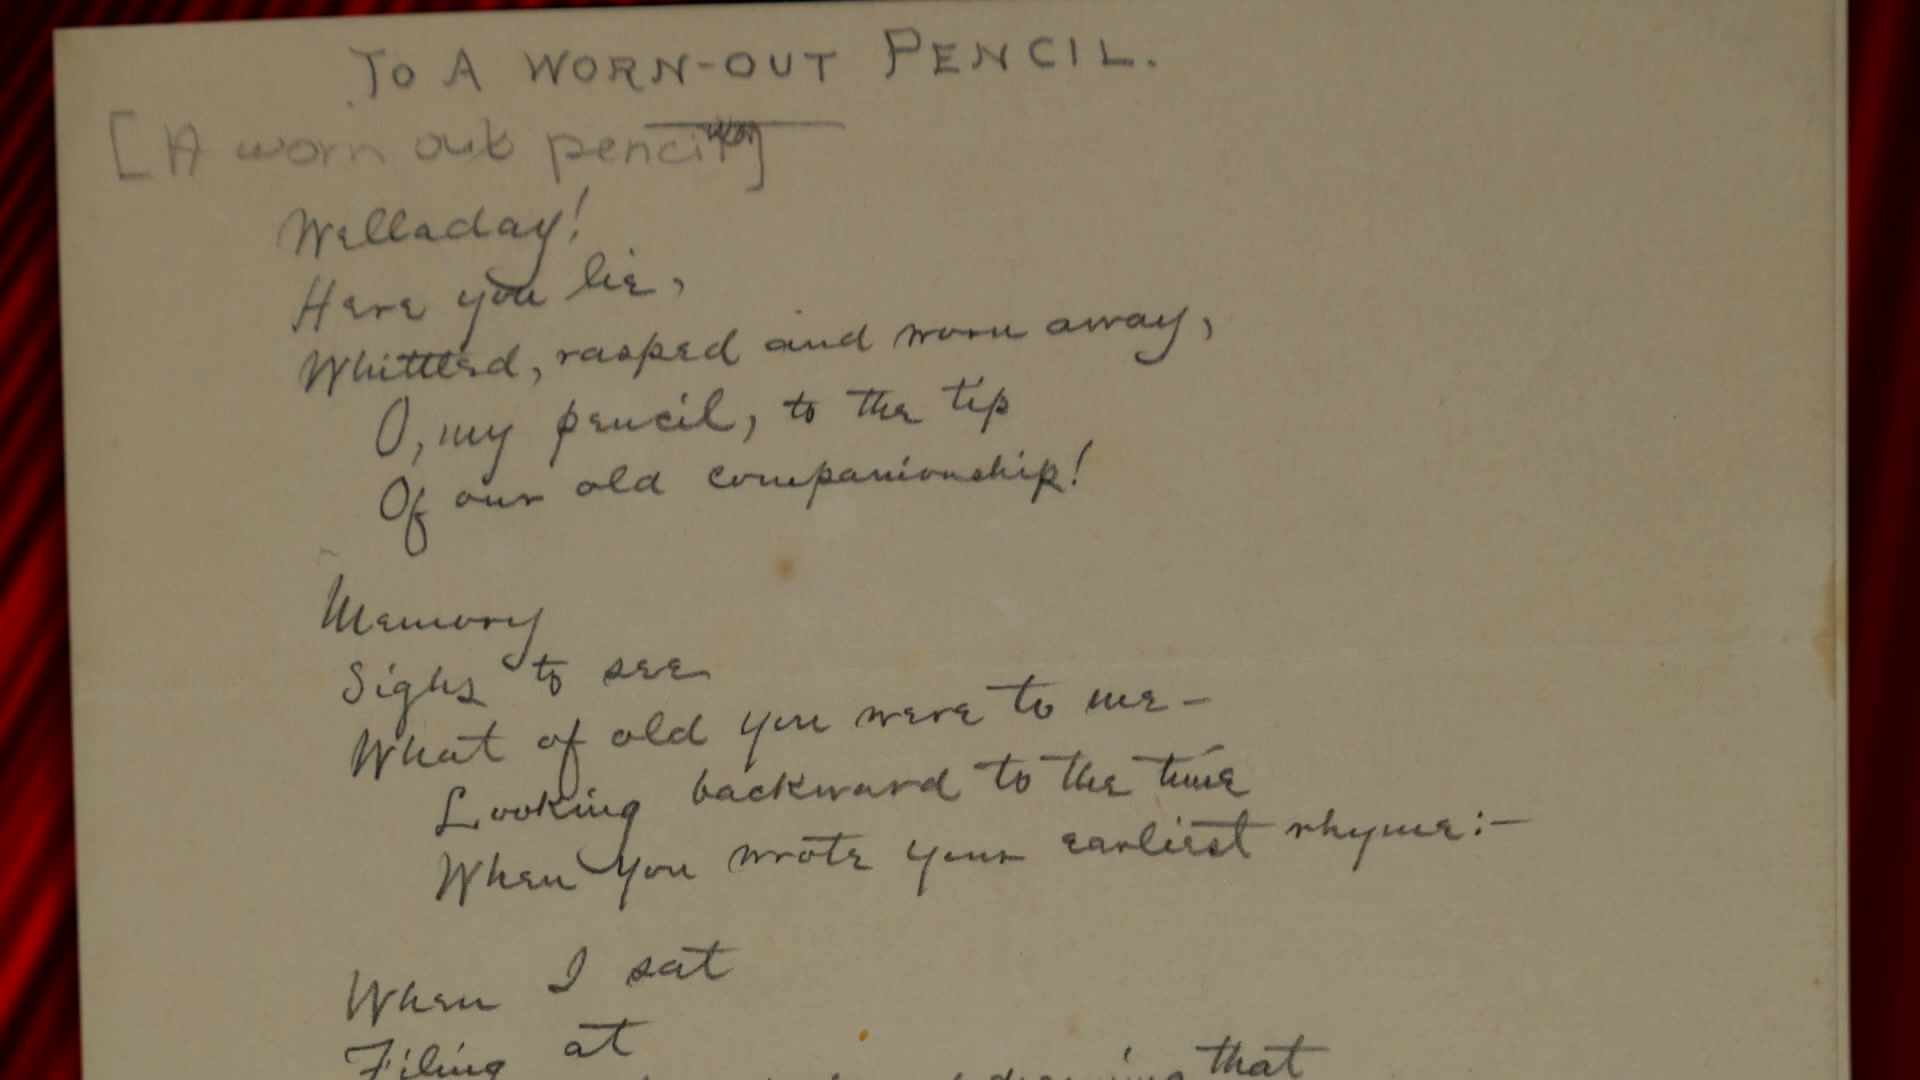 TO A WORN-OUT PENCIL.
[A worn out pencil]
Welladay!
Here you lie,
Whittled, rasped and worn away,
O, my pencil, to the tip
Of our old companionship!
Memory
Sighs to see
What of old you were to me—
Looking backward to the time
When you wrote your earliest rhyme:—
When I sat
Filing at
that